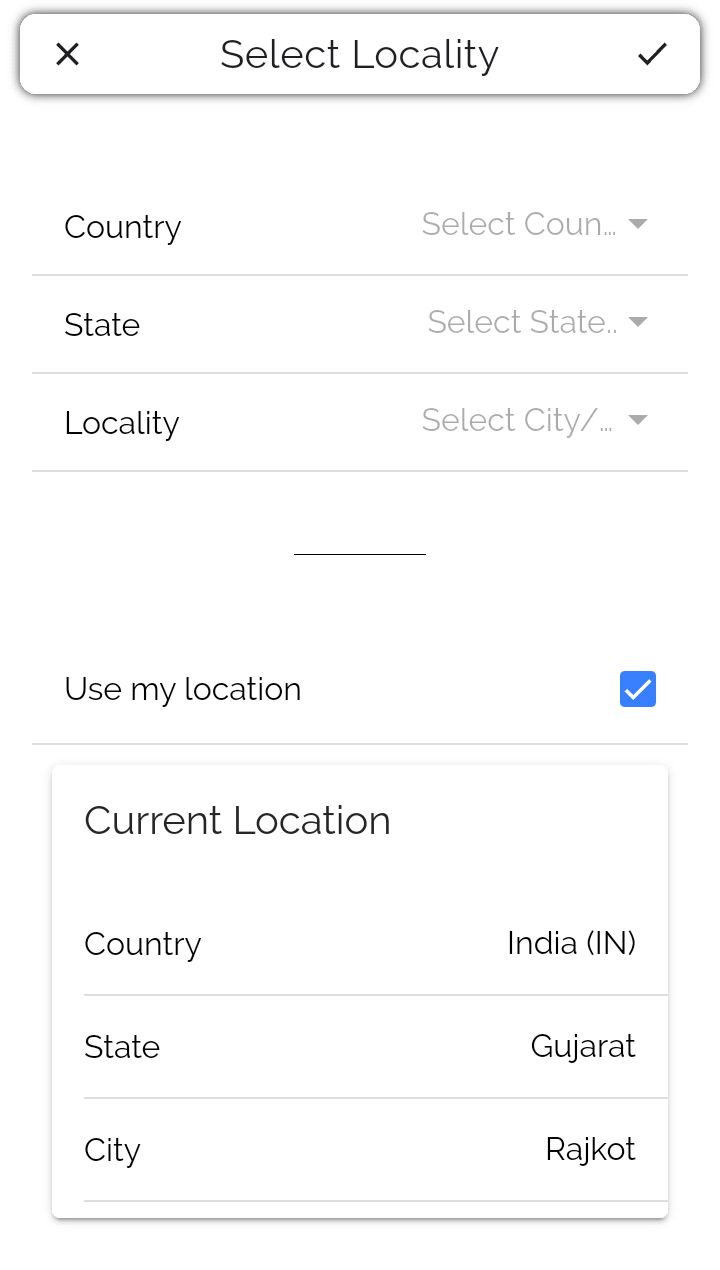 Select Locality
Country Select Coun...
State Select State..
Locality Select City/...
Use my location
Current Location
Country India (IN)
State Gujarat
City Rajkot